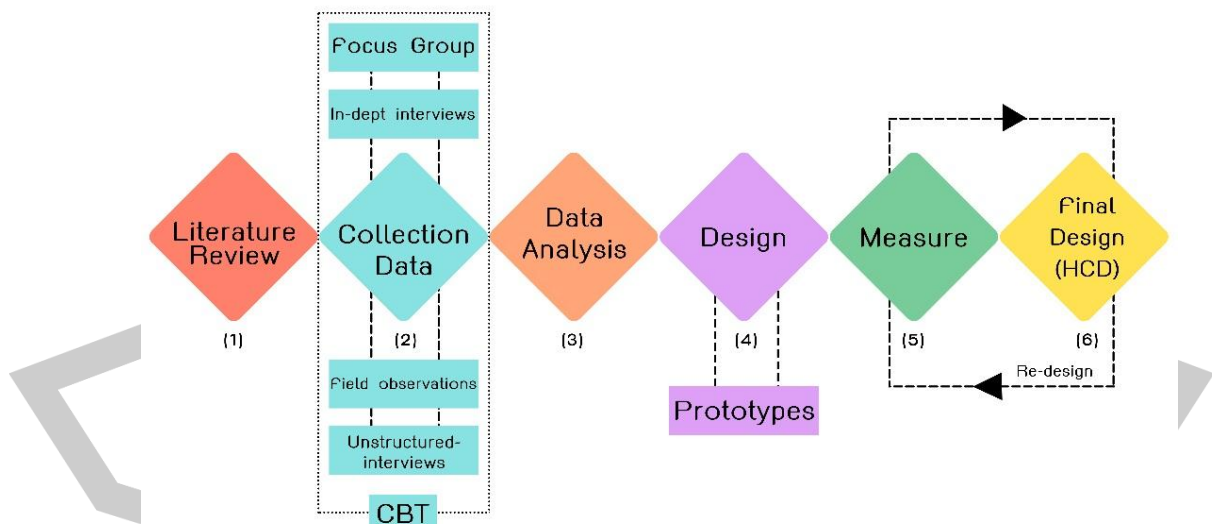 Focus Group
In-dept interviews
Literature
Review
(1)
Collection
Data
(2)
Field observations
Unstructured-
interviews
CBT
Data
Analysis
(3)
Design
(4)
Prototypes
Measure
(5)
Final
Design
(HCD)
(6)
Re-design